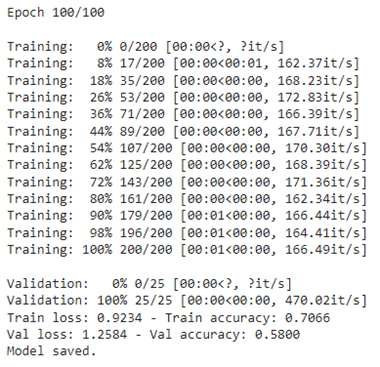 Epoch 100/100
Training:   0% 0/200 [00:00<?, ?it/s]
Training:   8% 17/200 [00:00<00:01, 162.37it/s]
Training:  18% 35/200 [00:00<00:00, 168.23it/s]
Training:  26% 53/200 [00:00<00:00, 172.83it/s]
Training:  36% 71/200 [00:00<00:00, 166.39it/s]
Training:  44% 89/200 [00:00<00:00, 167.71it/s]
Training:  54% 107/200 [00:00<00:00, 170.30it/s]
Training:  62% 125/200 [00:00<00:00, 168.39it/s]
Training:  72% 143/200 [00:00<00:00, 171.36it/s]
Training:  80% 161/200 [00:00<00:00, 162.34it/s]
Training:  90% 179/200 [00:01<00:00, 166.44it/s]
Training:  98% 196/200 [00:01<00:00, 164.41it/s]
Training: 100% 200/200 [00:01<00:00, 166.49it/s]
Validation:   0% 0/25 [00:00<?, ?it/s]
Validation: 100% 25/25 [00:00<00:00, 470.02it/s]
Train loss: 0.9234 - Train accuracy: 0.7066
Val loss: 1.2584 - Val accuracy: 0.5800
Model saved.